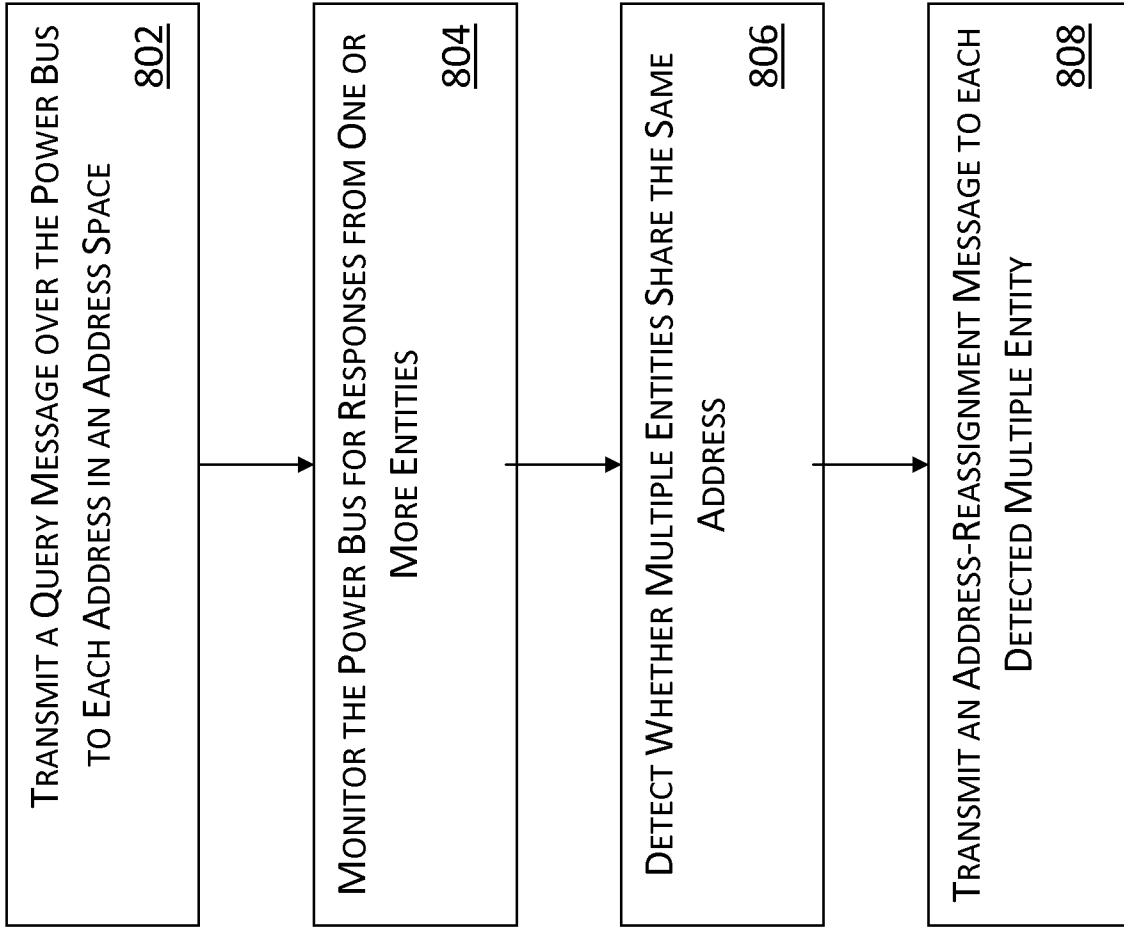 TRANSMIT A QUERY MESSAGE OVER THE POWER BUS
TO EACH ADDRESS IN AN ADDRESS SPACE
802
MONITOR THE POWER BUS FOR RESPONSES FROM ONE OR
MORE ENTITIES
804
DETECT WHETHER MULTIPLE ENTITIES SHARE THE SAME
ADDRESS
806
TRANSMIT AN ADDRESS-REASSIGNMENT MESSAGE TO EACH
DETECTED MULTIPLE ENTITY
808